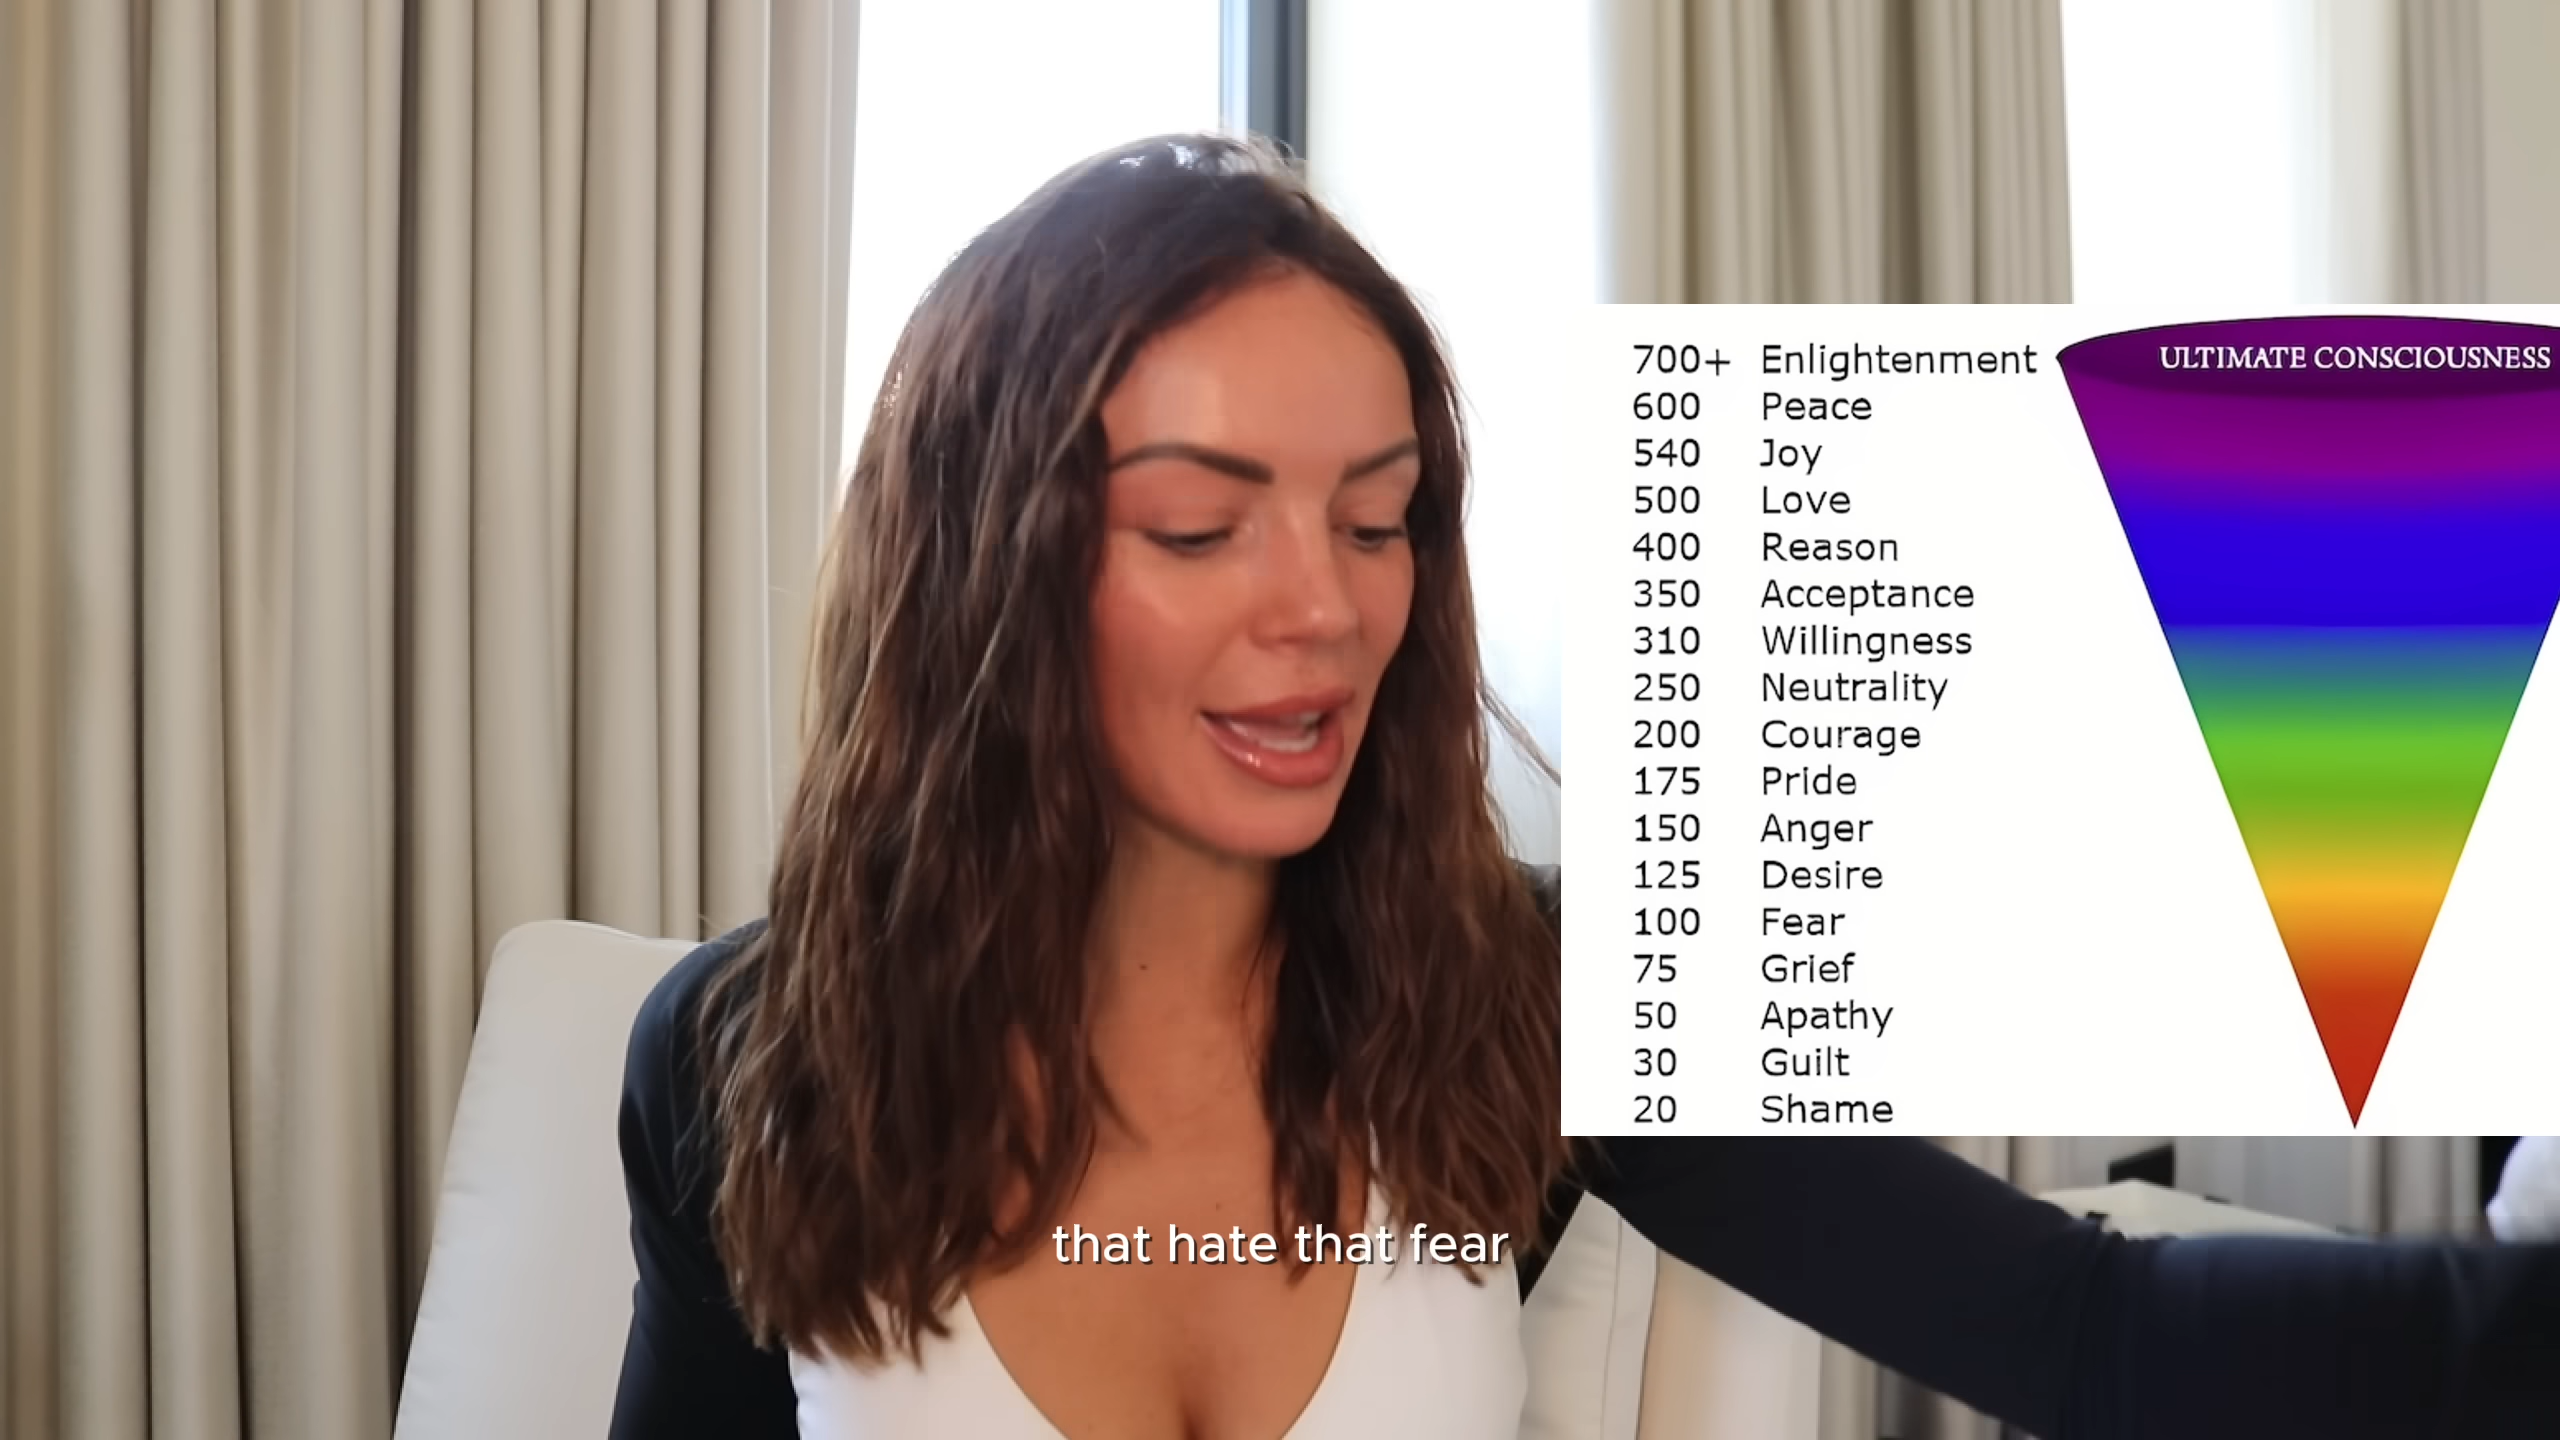 700+ Enlightenment
ULTIMATE CONSCIOUSNESS
600 Peace
540 Joy
500 Love
400 Reason
350 Acceptance
310 Willingness
250 Neutrality
200 Courage
175 Pride
150 Anger
125 Desire
100 Fear
75 Grief
50 Apathy
30 Guilt
20 Shame
that hate that fear